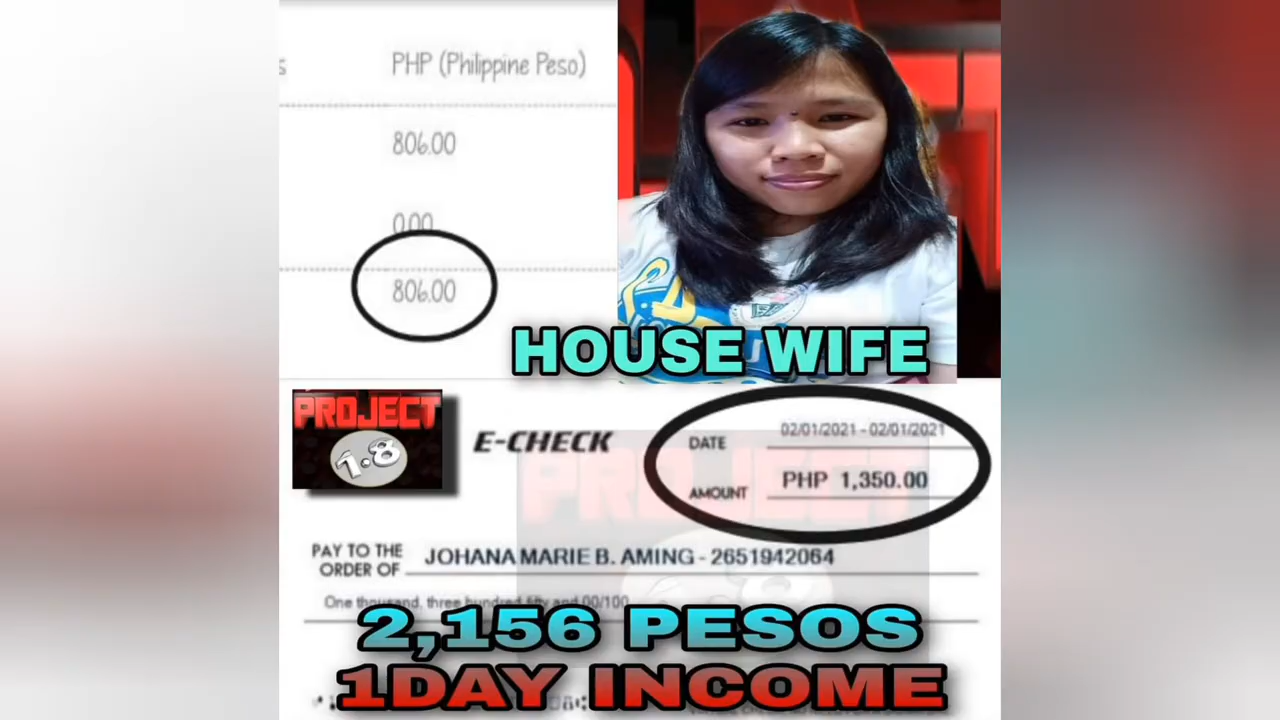 s PHP (Philippine Peso)
806.00
0.00
806.00
HOUSE WIFE
PROJECT
1-8
E-CHECK
DATE 02/01/2021 - 02/01/2021
AMOUNT PHP 1,350.00
PROJECT
PAY TO THE
ORDER OF JOHANA MARIE B. AMING - 2651942064
One thousand, three hundred fifty and 00/100
2,156 PESOS
1DAY INCOME